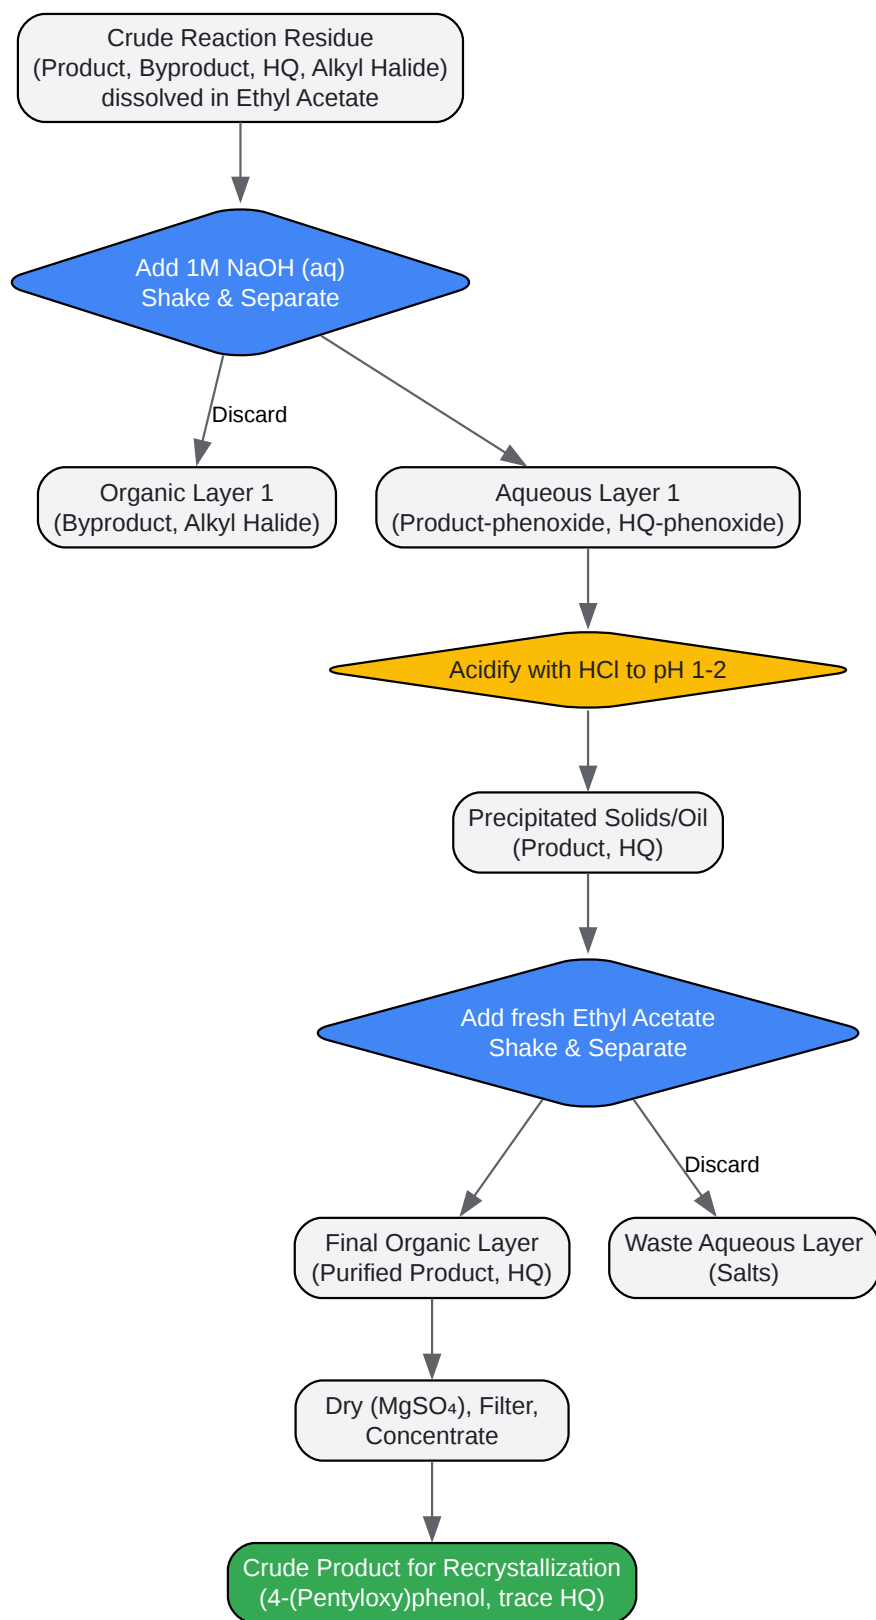 Crude Reaction Residue
(Product, Byproduct, HQ, Alkyl Halide)
dissolved in Ethyl Acetate
Add 1M NaOH (aq)
Shake & Separate
Discard
Organic Layer 1
(Byproduct, Alkyl Halide)
Aqueous Layer 1
(Product-phenoxide, HQ-phenoxide)
Acidify with HCl to pH 1-2
Precipitated Solids/Oil
(Product, HQ)
Add fresh Ethyl Acetate
Shake & Separate
Discard
Final Organic Layer
(Purified Product, HQ)
Waste Aqueous Layer
(Salts)
Dry (MgSO₄), Filter,
Concentrate
Crude Product for Recrystallization
(4-(Pentyloxy)phenol, trace HQ)